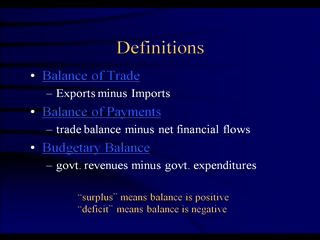 Definitions
• Balance of Trade
– Exports minus Imports
• Balance of Payments
– trade balance minus net financial flows
• Budgetary Balance
– govt. revenues minus govt. expenditures
“surplus” means balance is positive
“deficit” means balance is negative